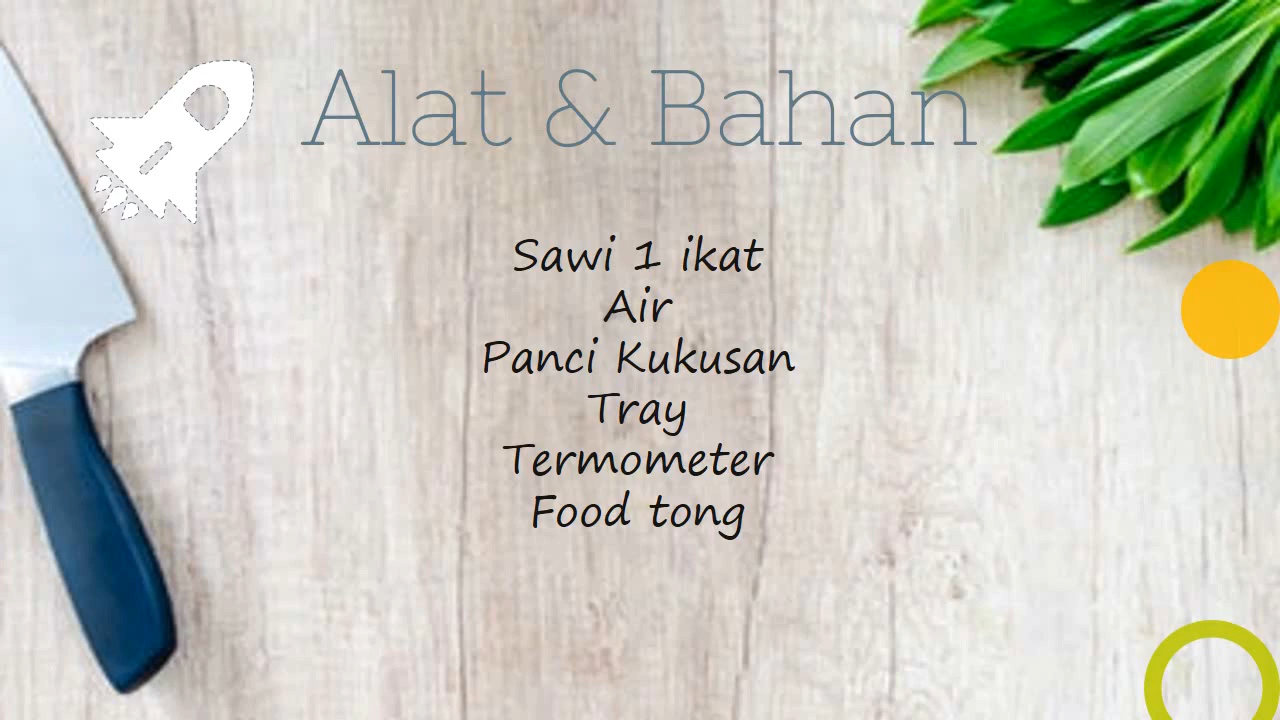 Alat & Bahan
Sawi 1 ikat
Air
Panci Kukusan
Tray
Termometer
Food tong